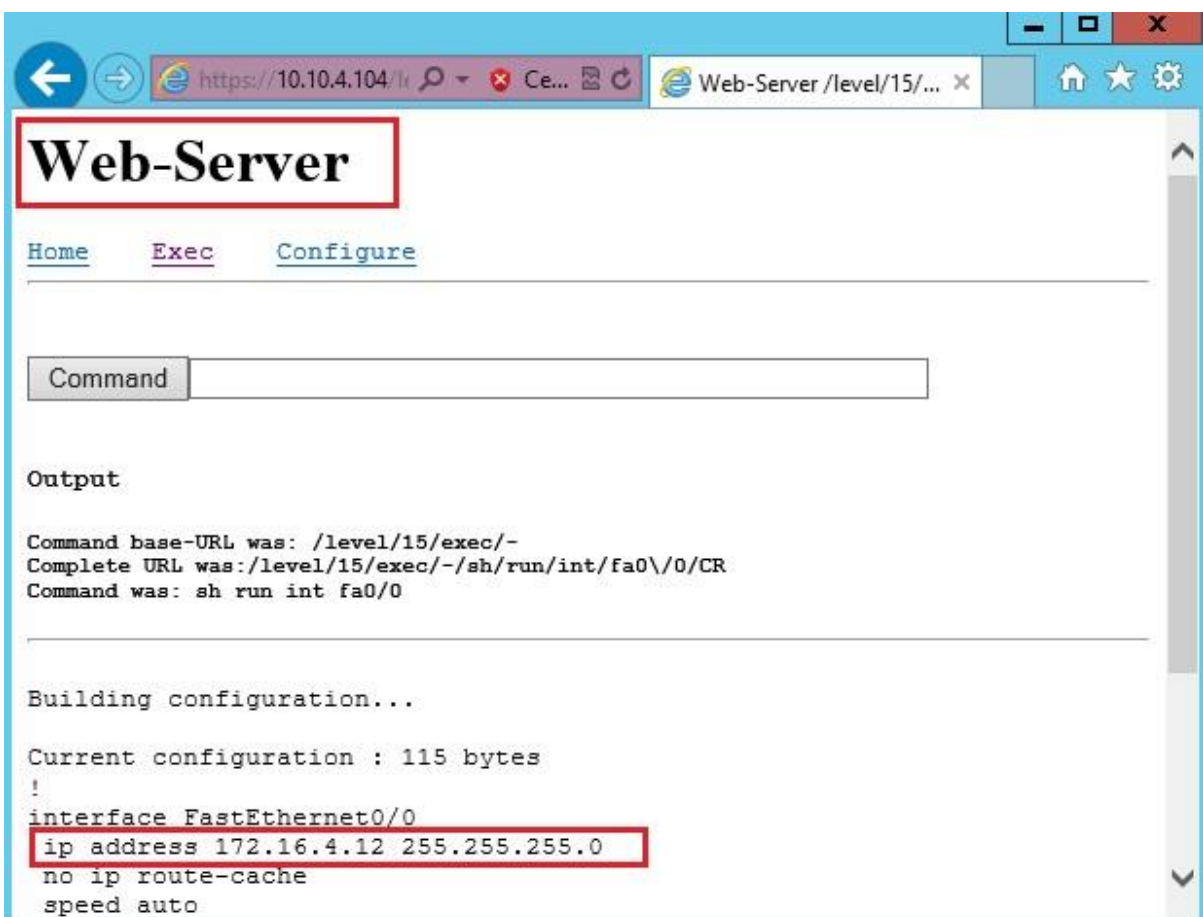 https://10.10.4.104/l Ce... Web-Server /level/15/...
Web-Server
Home Exec Configure
Command
Output
Command base-URL was: /level/15/exec/-
Complete URL was:/level/15/exec/-/sh/run/int/fa0\/0/CR
Command was: sh run int fa0/0
Building configuration...
Current configuration : 115 bytes
!
interface FastEthernet0/0
ip address 172.16.4.12 255.255.255.0
no ip route-cache
speed auto